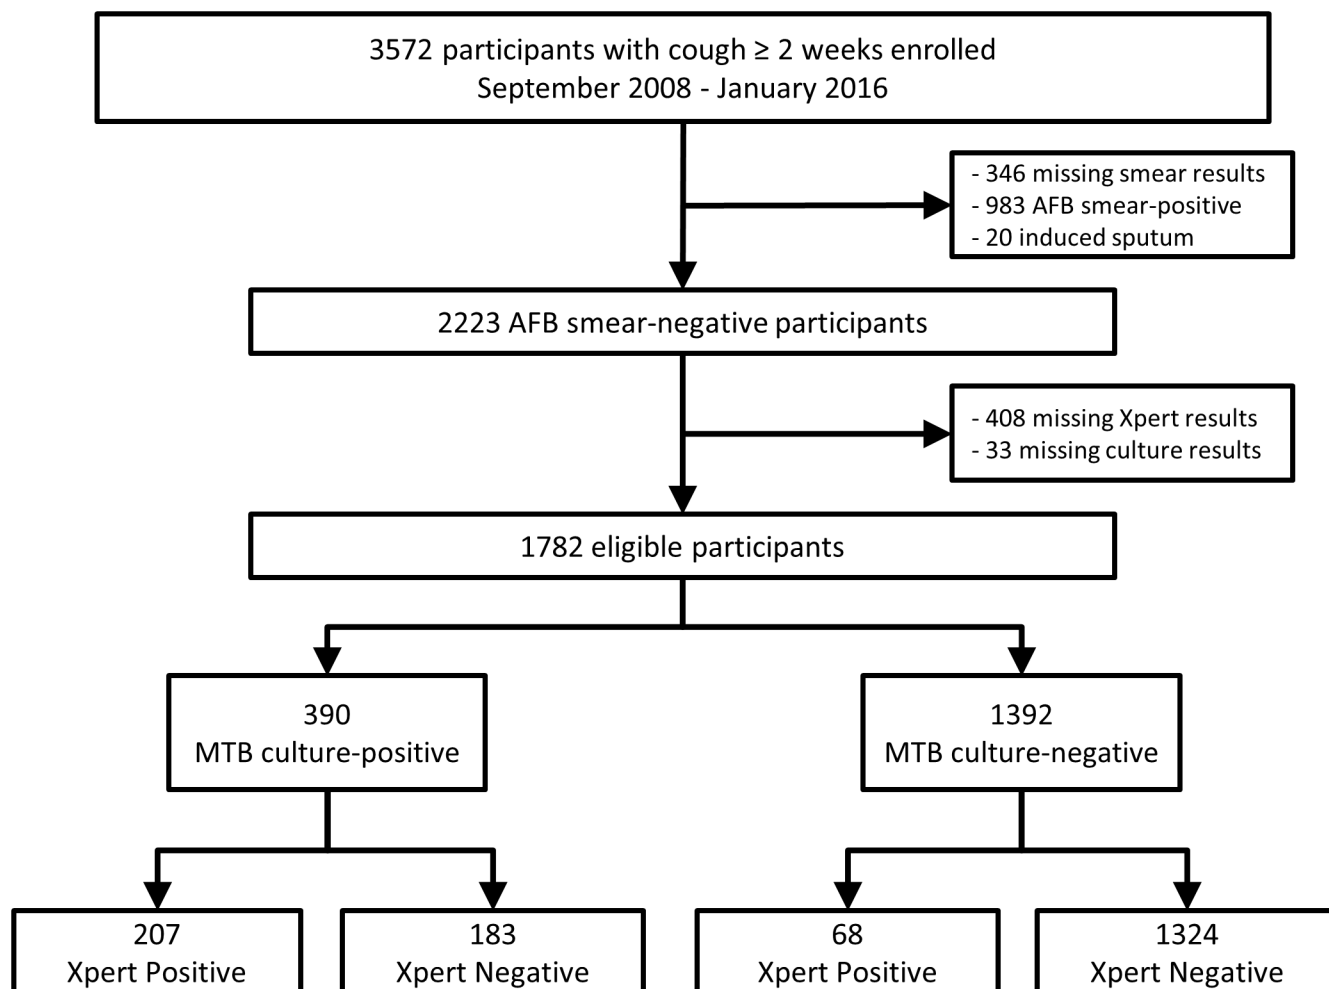 3572 participants with cough ≥ 2 weeks enrolled
September 2008 - January 2016
- 346 missing smear results
- 983 AFB smear-positive
- 20 induced sputum
2223 AFB smear-negative participants
- 408 missing Xpert results
- 33 missing culture results
1782 eligible participants
390
MTB culture-positive
1392
MTB culture-negative
207
Xpert Positive
183
Xpert Negative
68
Xpert Positive
1324
Xpert Negative